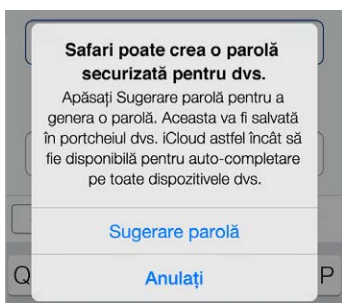 Safari poate crea o parolă
securizată pentru dvs.
Apăsați Sugerare parolă pentru a
genera o parolă. Aceasta va fi salvată
în portcheiul dvs. iCloud astfel încât să
fie disponibilă pentru auto-completare
pe toate dispozitivele dvs.
Sugerare parolă
Anulați
Q P